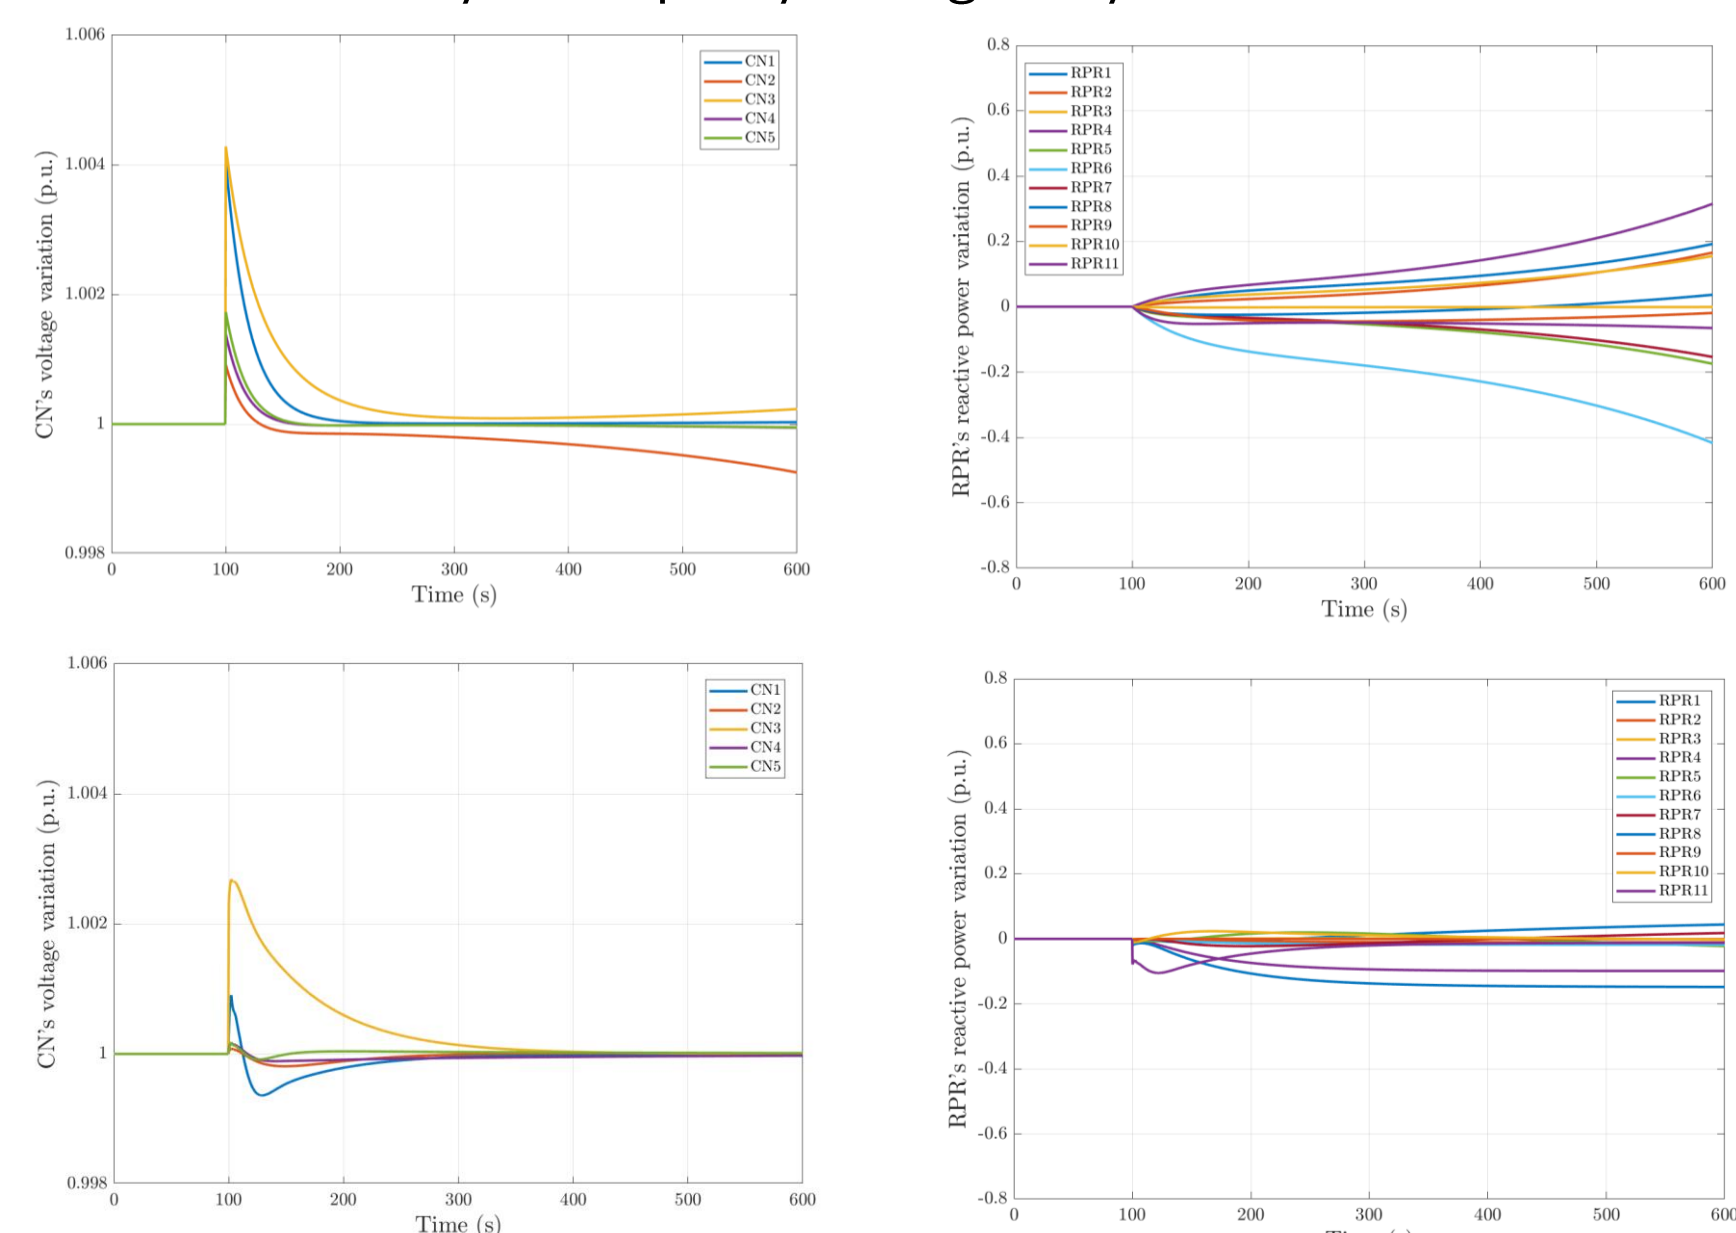 CN's voltage variation (p.u.)
1.006
1.004
1.002
1
0.998
0 100 200 300 400 500 600
Time (s)
CN1
CN2
CN3
CN4
CN5
RPR's reactive power variation (p.u.)
0.8
0.6
0.4
0.2
0
-0.2
-0.4
-0.6
-0.8
0 100 200 300 400 500 600
Time (s)
RPR1
RPR2
RPR3
RPR4
RPR5
RPR6
RPR7
RPR8
RPR9
RPR10
RPR11
CN's voltage variation (p.u.)
1.006
1.004
1.002
1
0.998
0 100 200 300 400 500 600
Time (s)
CN1
CN2
CN3
CN4
CN5
RPR's reactive power variation (p.u.)
0.8
0.6
0.4
0.2
0
-0.2
-0.4
-0.6
-0.8
0 100 200 300 400 500 600
RPR1
RPR2
RPR3
RPR4
RPR5
RPR6
RPR7
RPR8
RPR9
RPR10
RPR11